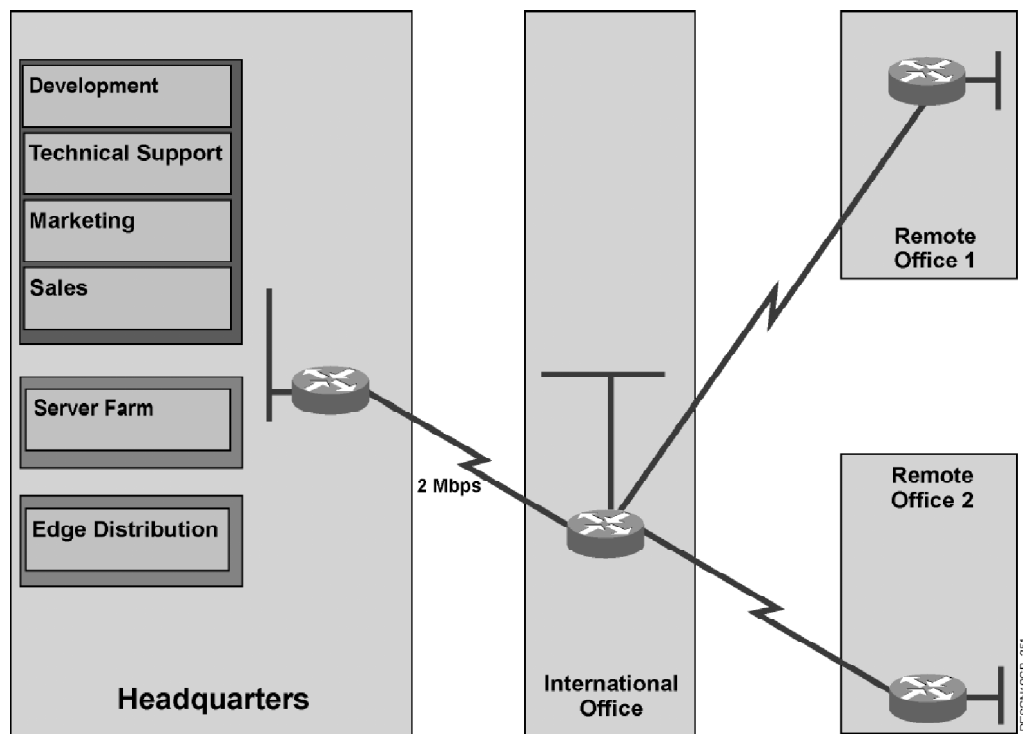 Development
Technical Support
Marketing
Sales
Server Farm
Edge Distribution
Headquarters
2 Mbps
International
Office
Remote
Office 1
Remote
Office 2